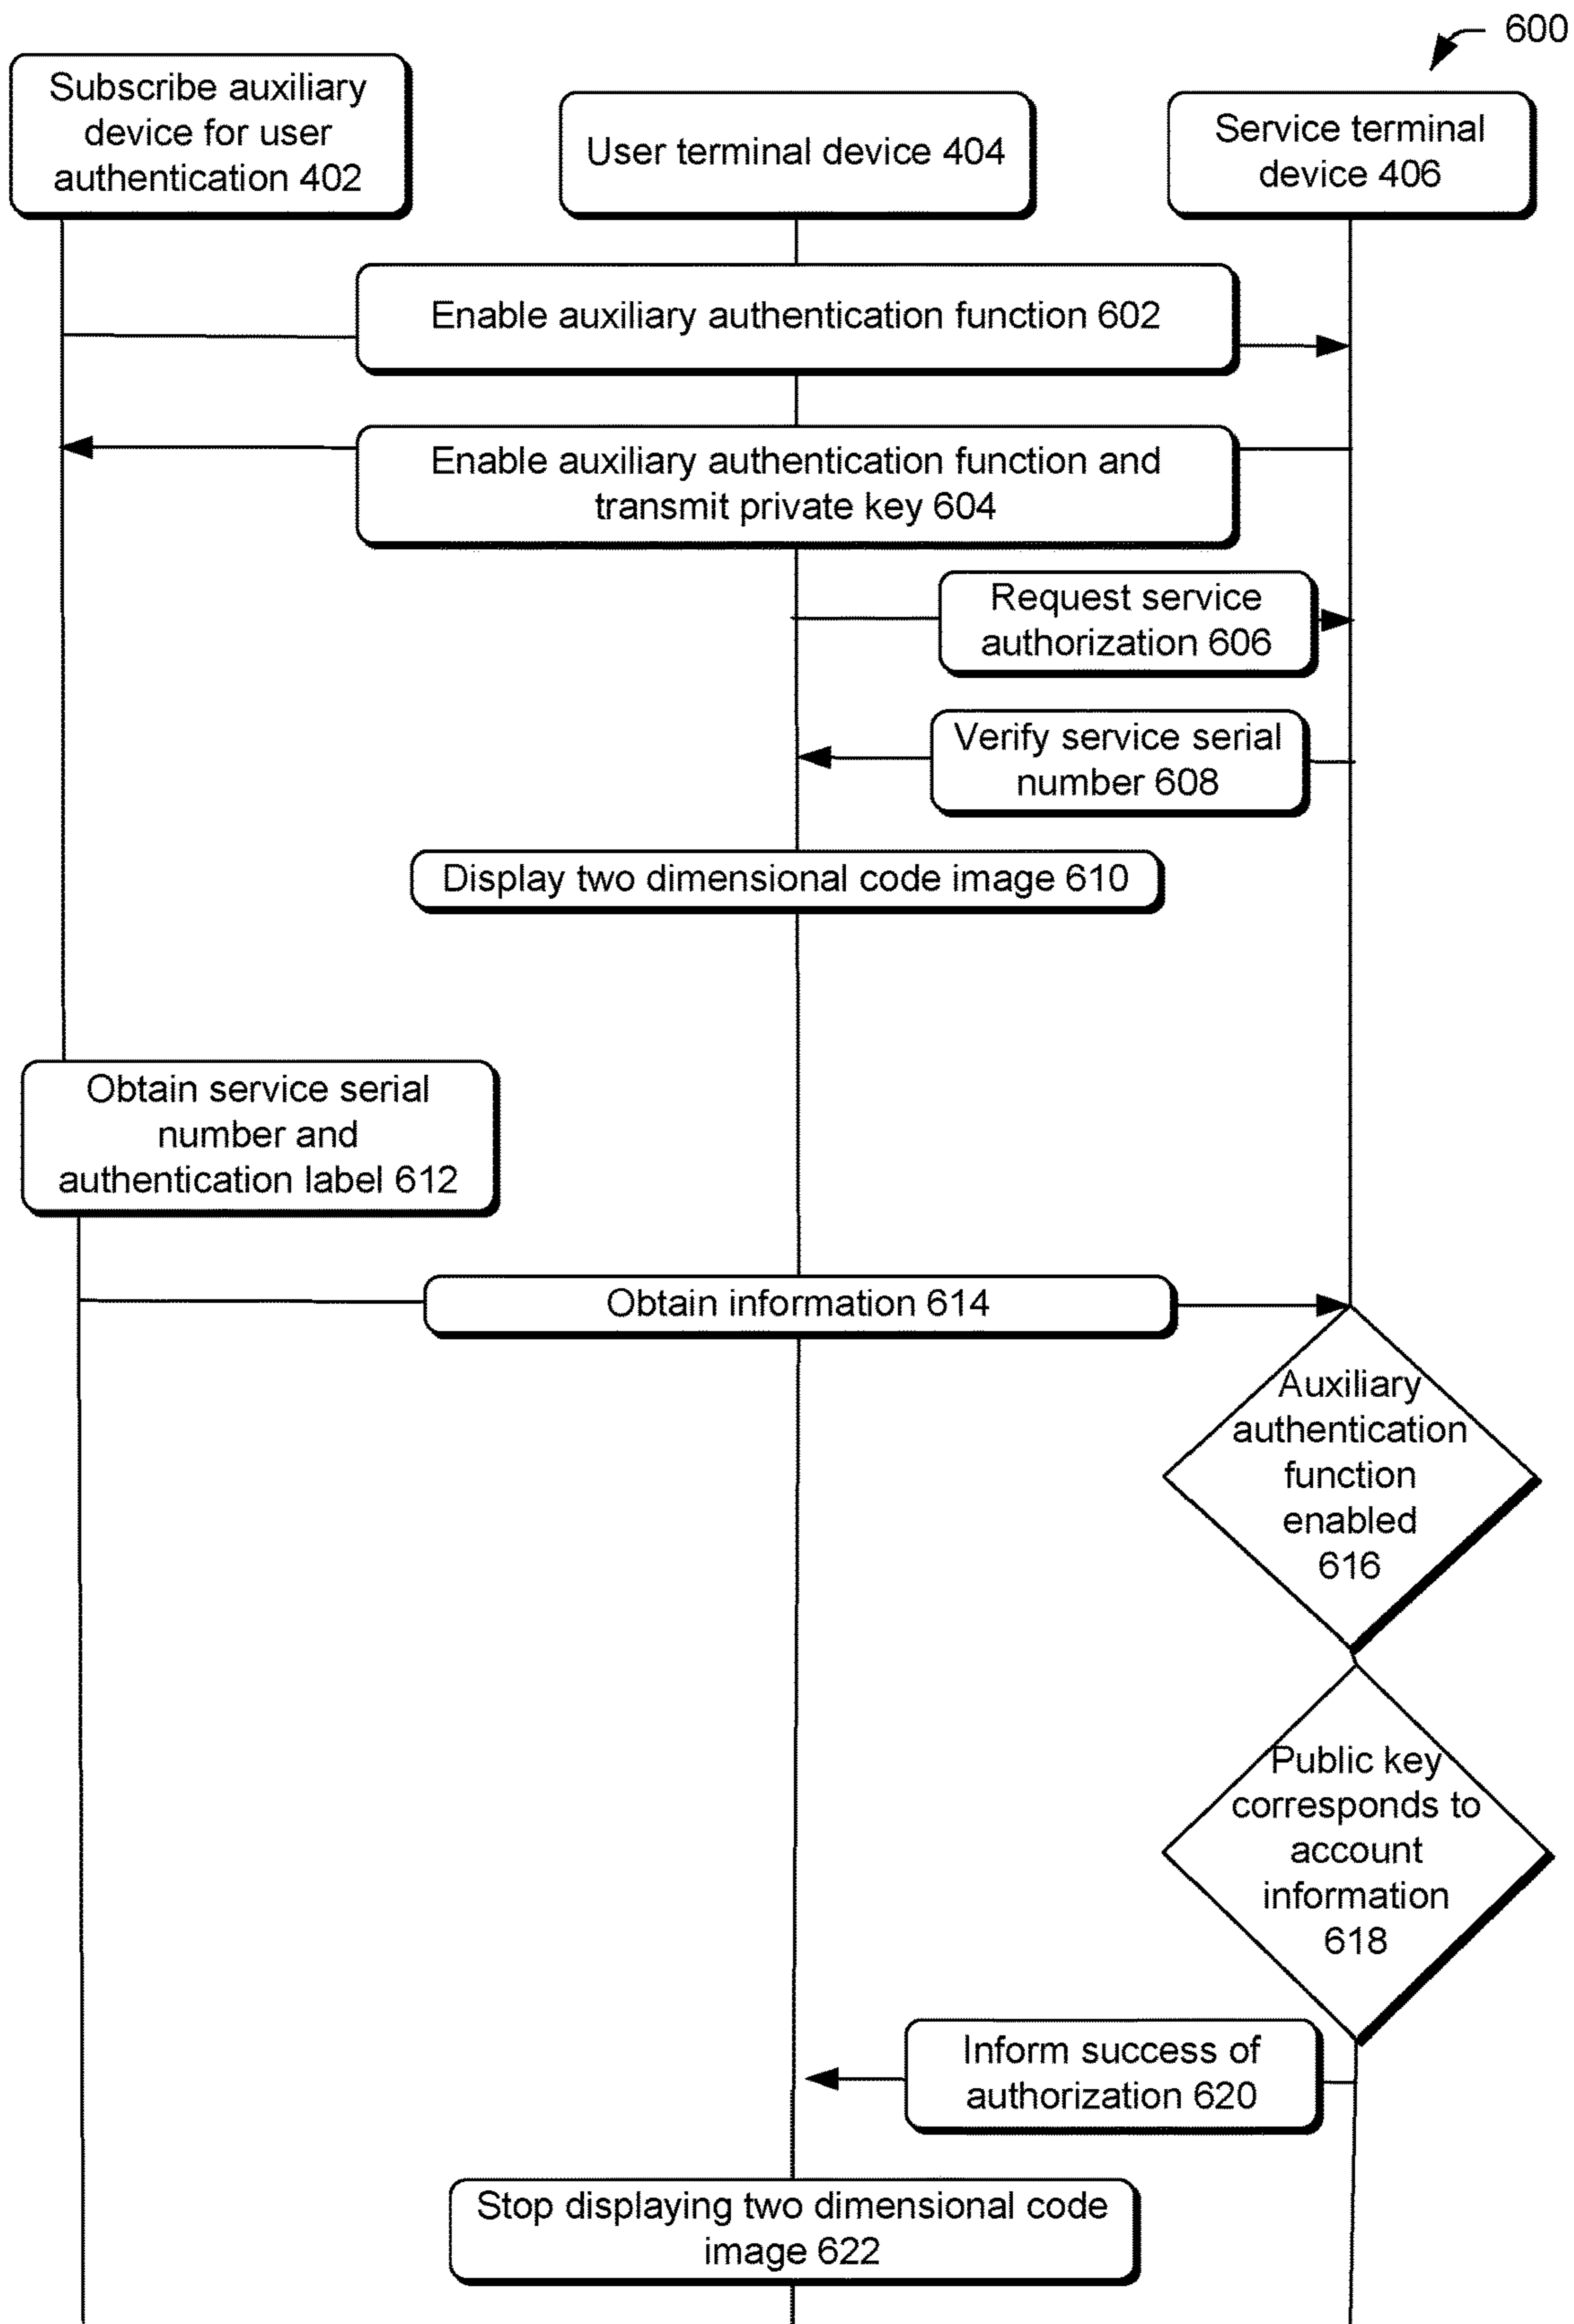 600
Subscribe auxiliary
device for user
authentication 402
User terminal device 404
Service terminal
device 406
Enable auxiliary authentication function 602
Enable auxiliary authentication function and
transmit private key 604
Request service
authorization 606
Verify service serial
number 608
Display two dimensional code image 610
Obtain service serial
number and
authentication label 612
Obtain information 614
Auxiliary
authentication
function
enabled
616
Public key
corresponds to
account
information
618
Inform success of
authorization 620
Stop displaying two dimensional code
image 622